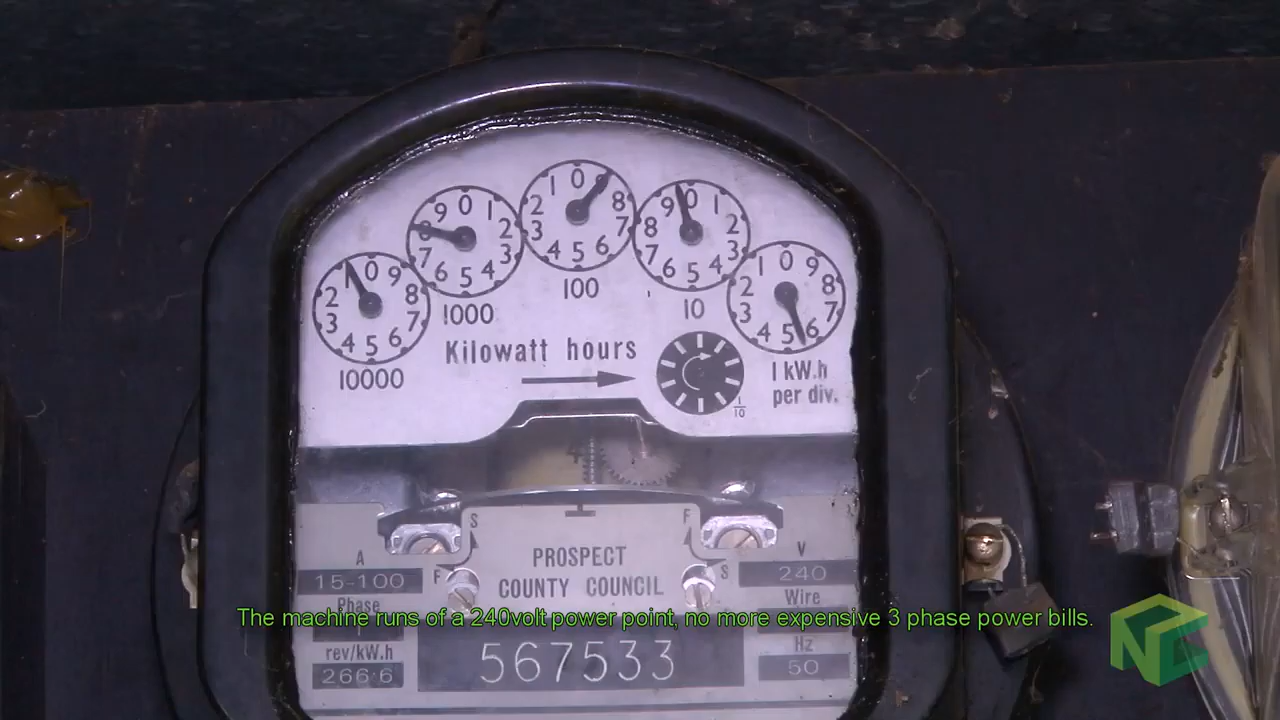 1 0 9 8 7 6 5 4 3 2
9 0 1 2 3 4 5 6 7 8
1 0 9 8 7 6 5 4 3 2
9 0 1 2 3 4 5 6 7 8
1 0 9 8 7 6 5 4 3 2
10000
1000
100
10
1 kW.h
per div.
Kilowatt hours
1/10
S
F
PROSPECT
COUNTY COUNCIL
F
S
A
15-100
Phase
1
rev/kW.h
266·6
V
240
Wire
Hz
50
The machine runs of a 240volt power point, no more expensive 3 phase power bills.
567533
NC